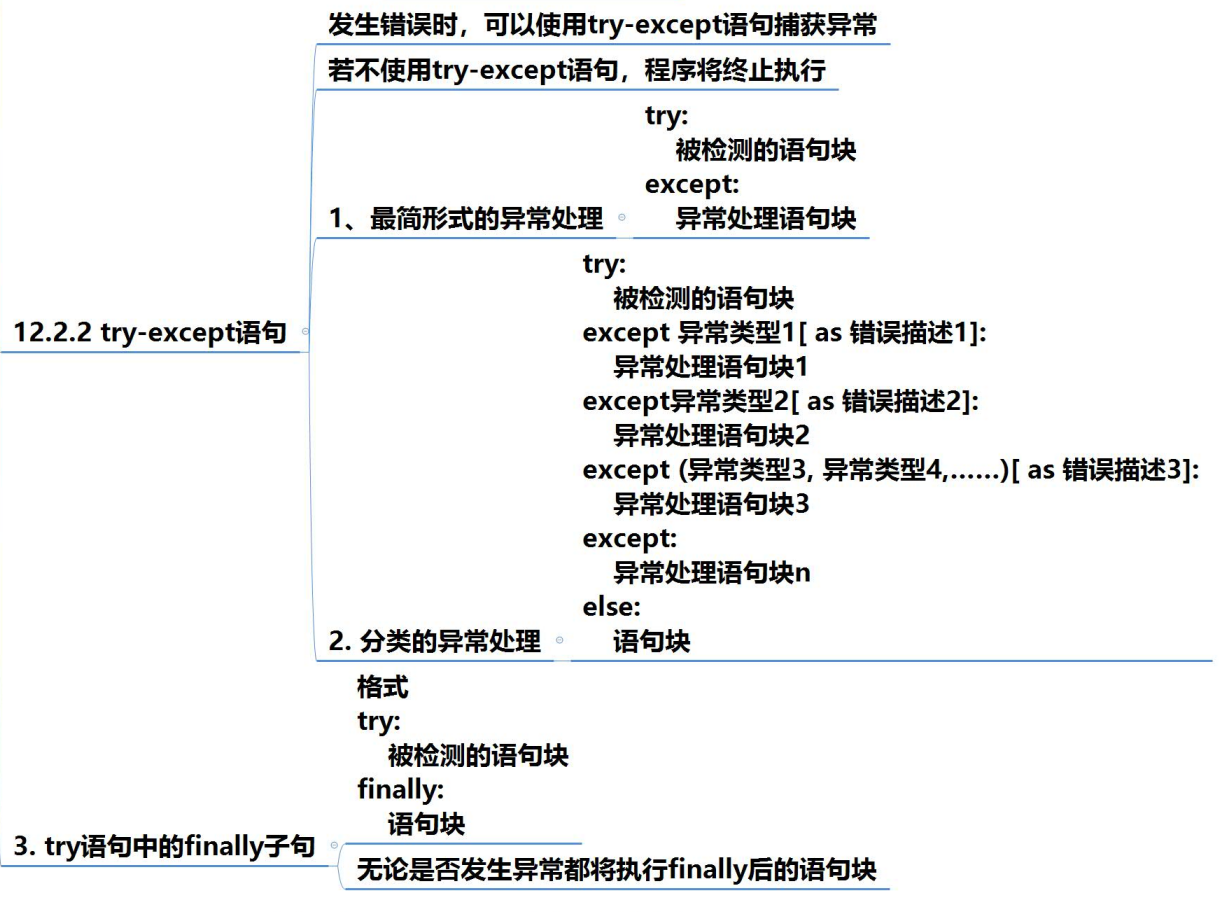 发生错误时，可以使用try-except语句捕获异常
若不使用try-except语句，程序将终止执行
try:
被检测的语句块
except:
1、最简形式的异常处理 异常处理语句块
try:
被检测的语句块
12.2.2 try-except语句
except 异常类型1[ as 错误描述1]:
异常处理语句块1
except异常类型2[ as 错误描述2]:
异常处理语句块2
except (异常类型3, 异常类型4,……)[ as 错误描述3]:
异常处理语句块3
except:
异常处理语句块n
else:
2. 分类的异常处理 语句块
格式
try:
被检测的语句块
finally:
语句块
3. try语句中的finally子句
无论是否发生异常都将执行finally后的语句块